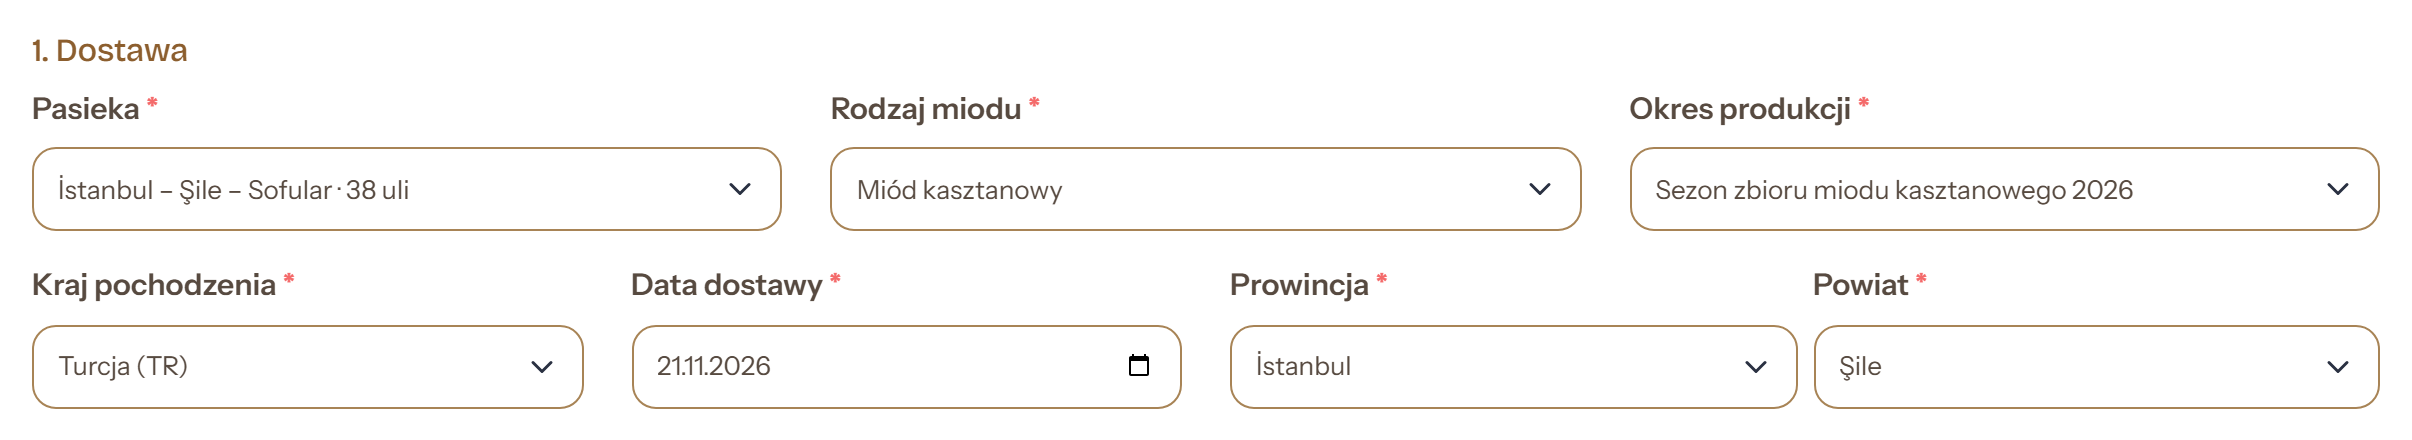 1. Dostawa
Pasieka *
Rodzaj miodu *
Okres produkcji *
İstanbul – Şile – Sofular · 38 uli
Miód kasztanowy
Sezon zbioru miodu kasztanowego 2026
Kraj pochodzenia *
Data dostawy *
Prowincja *
Powiat *
Turcja (TR)
21.11.2026
İstanbul
Şile